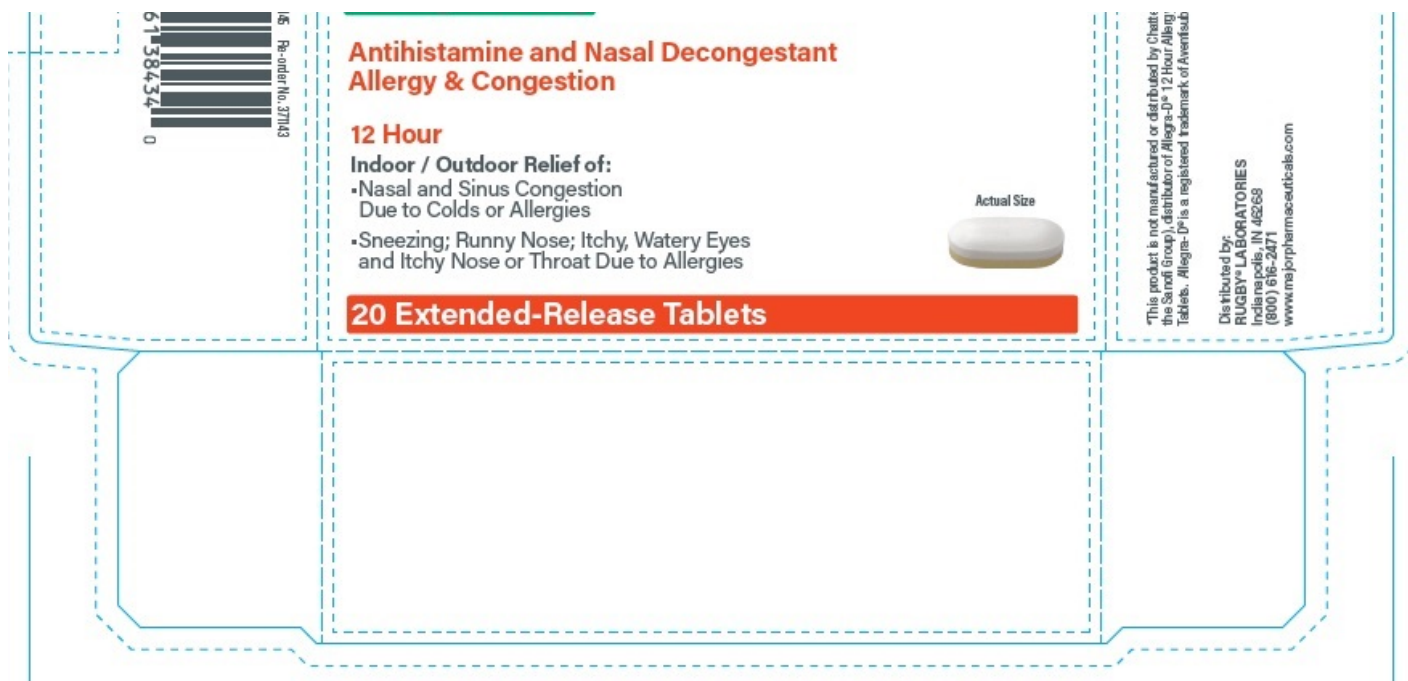 Antihistamine and Nasal Decongestant
Allergy & Congestion
12 Hour
Indoor / Outdoor Relief of:
▪Nasal and Sinus Congestion
Due to Colds or Allergies
▪Sneezing; Runny Nose; Itchy, Watery Eyes
and Itchy Nose or Throat Due to Allergies
Actual Size
20 Extended-Release Tablets
Re-order No. 371143
61 38434 0
*This product is not manufactured or distributed by
the Sanofi Group), distributor of Allegra-D® 12 Hour Allergy
Tablets. Allegra-D® is a registered trademark of
Distributed by:
RUGBY® LABORATORIES
Indianapolis, IN 46268
(800) 616-2471
www.majorpharmaceuticals.com